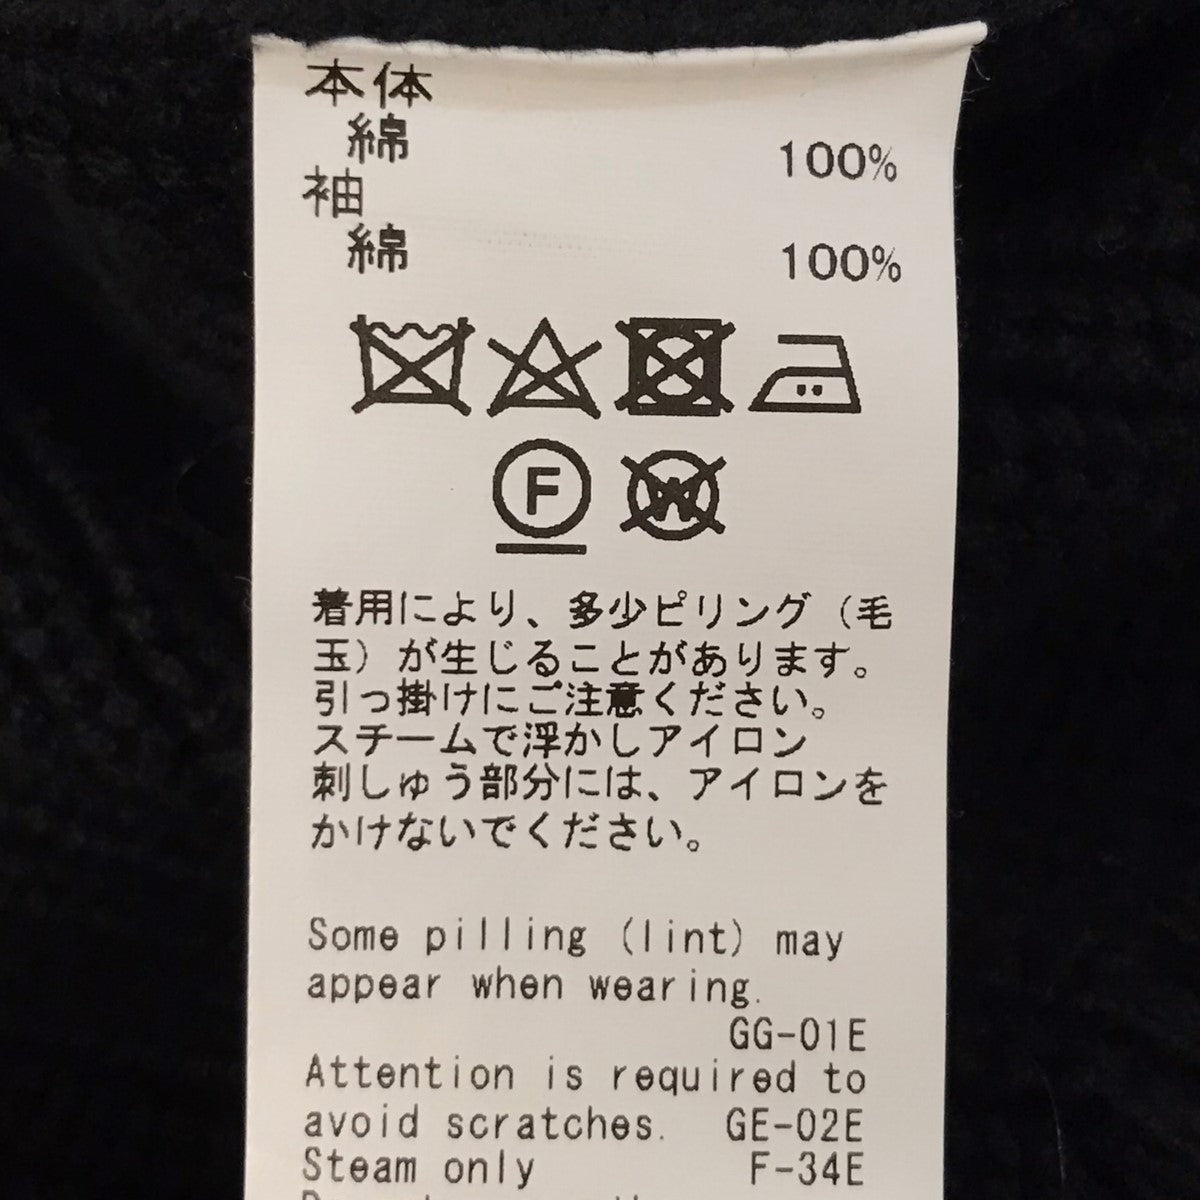 本体
綿 100%
袖
綿 100%
F
W
着用により、多少ピリング（毛
玉）が生じることがあります。
引っ掛けにご注意ください。
スチームで浮かしアイロン
刺しゅう部分には、アイロンを
かけないでください。
Some pilling (lint) may
appear when wearing.
GG-01E
Attention is required to
avoid scratches. GE-02E
Steam only F-34E